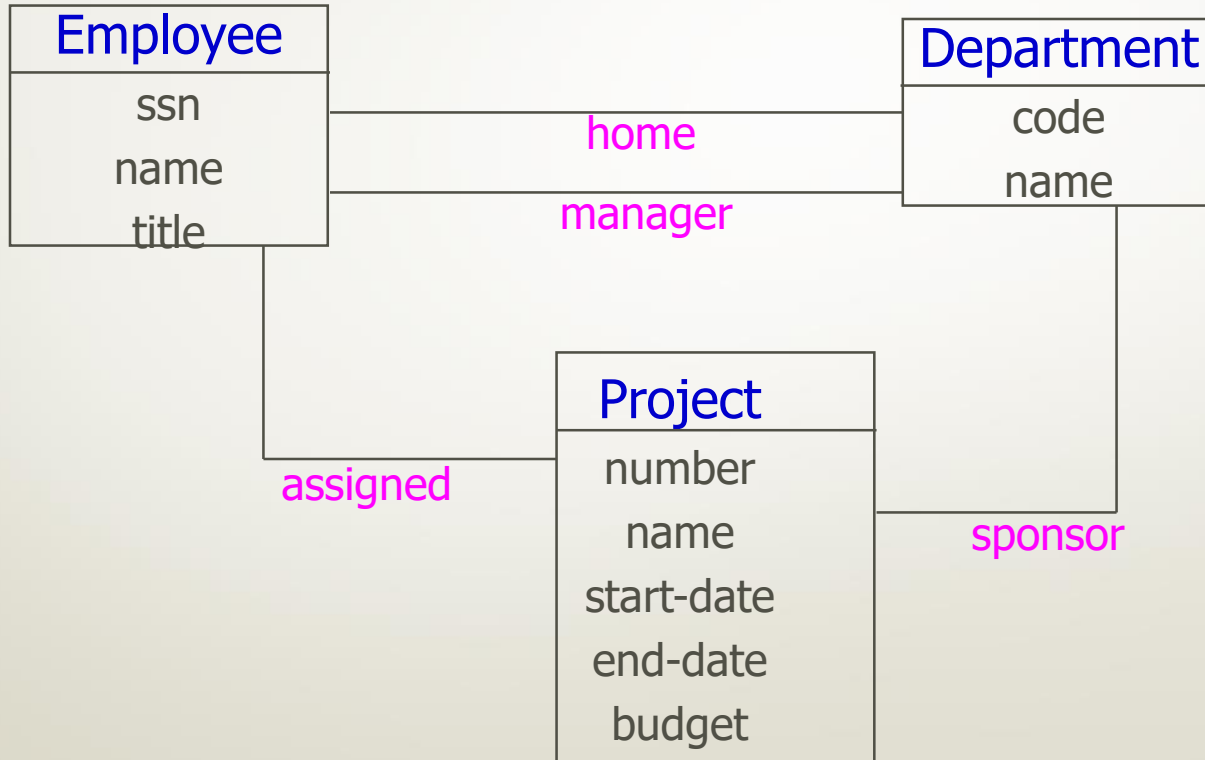 Employee
ssn
name
title
Department
code
name
home
manager
assigned
sponsor
Project
number
name
start-date
end-date
budget